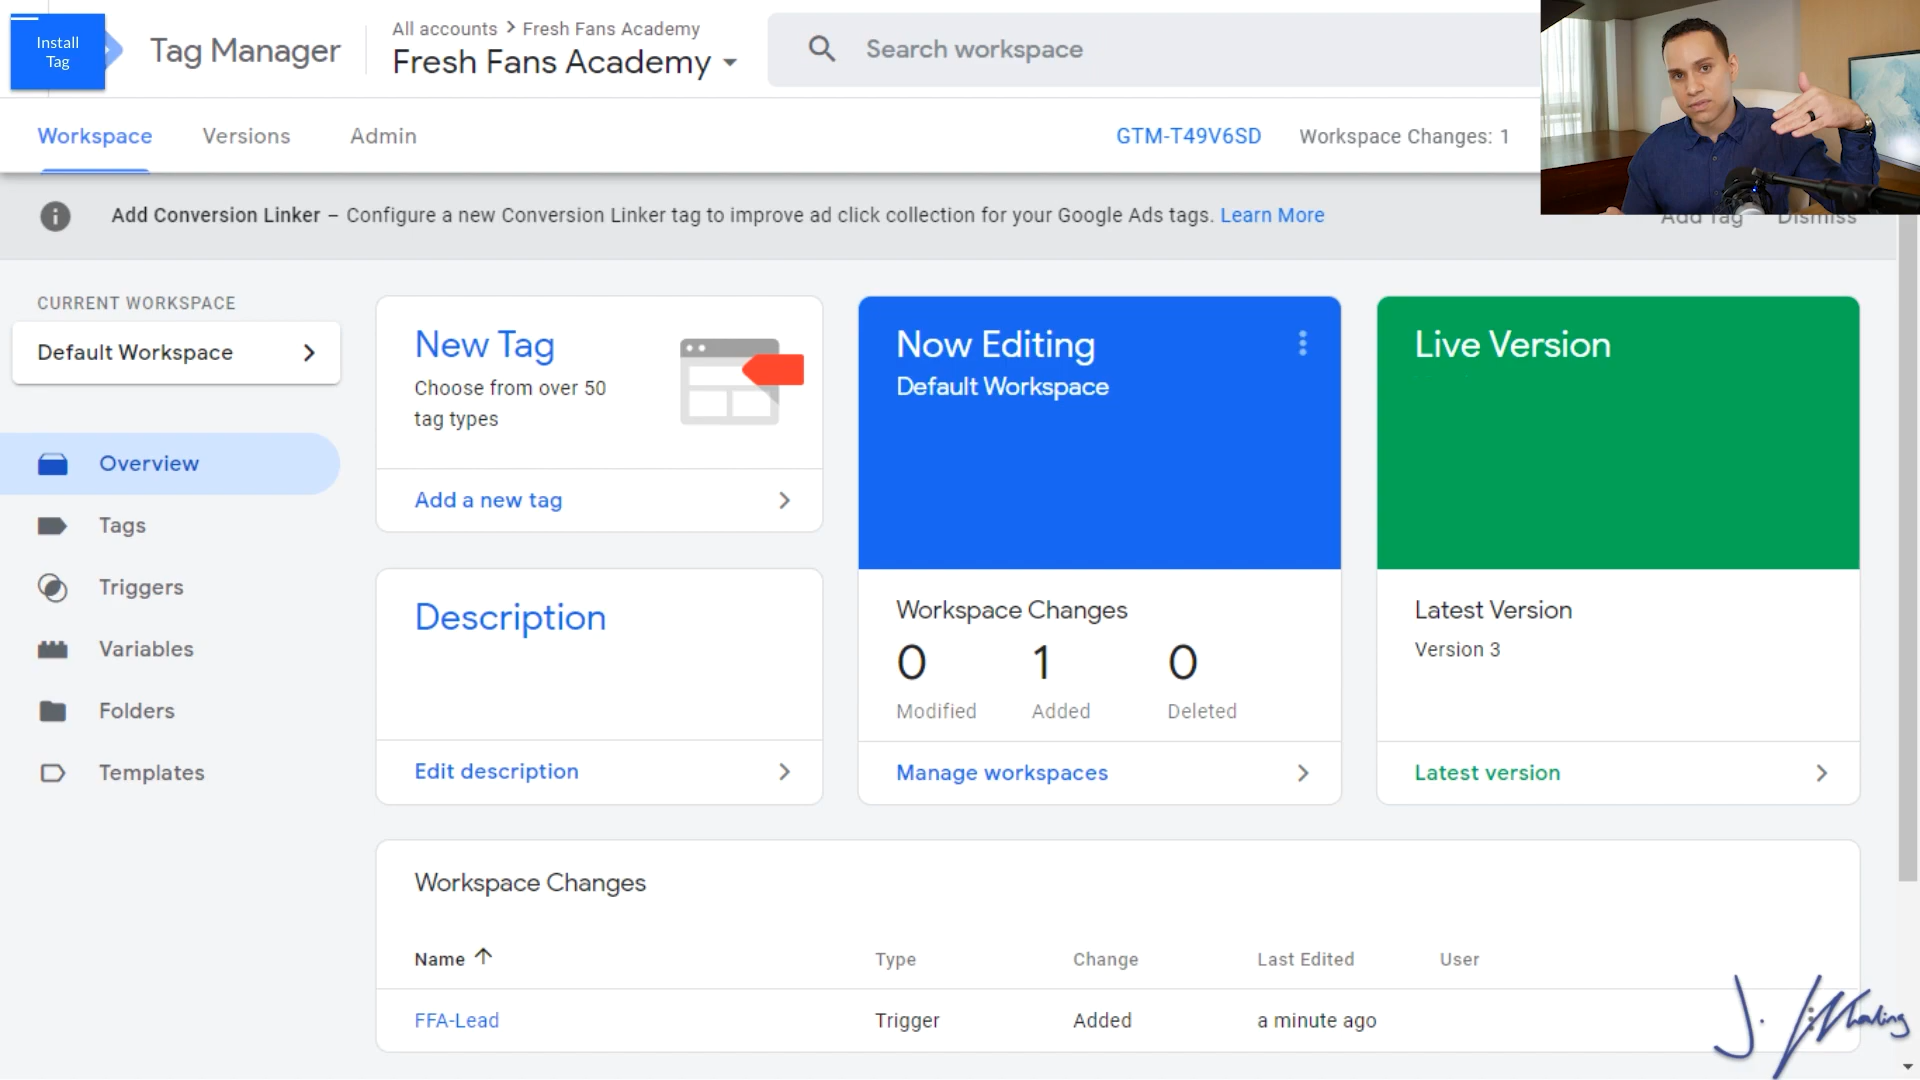 Install
Tag
Tag Manager
All accounts > Fresh Fans Academy
Fresh Fans Academy
Search workspace
Workspace
Versions
Admin
GTM-T49V6SD
Workspace Changes: 1
Add Conversion Linker – Configure a new Conversion Linker tag to improve ad click collection for your Google Ads tags. Learn More
Add Tag
Dismiss
CURRENT WORKSPACE
Default Workspace
Overview
Tags
Triggers
Variables
Folders
Templates
New Tag
Choose from over 50
tag types
Add a new tag
Description
Edit description
Now Editing
Default Workspace
Workspace Changes
0 1 0
Modified Added Deleted
Manage workspaces
Live Version
Latest Version
Version 3
Latest version
Workspace Changes
Name Type Change Last Edited User
FFA-Lead Trigger Added a minute ago